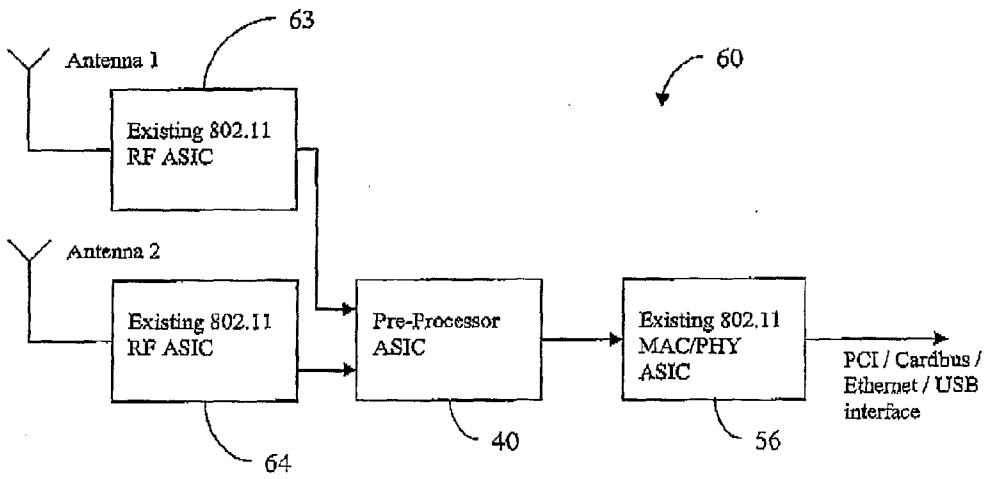 63
Antenna 1
60
Existing 802.11
RF ASIC
Antenna 2
Existing 802.11
RF ASIC
Pre-Processor
ASIC
Existing 802.11
MAC/PHY
ASIC
PCI / Cardbus /
Ethernet / USB
interface
64
40
56